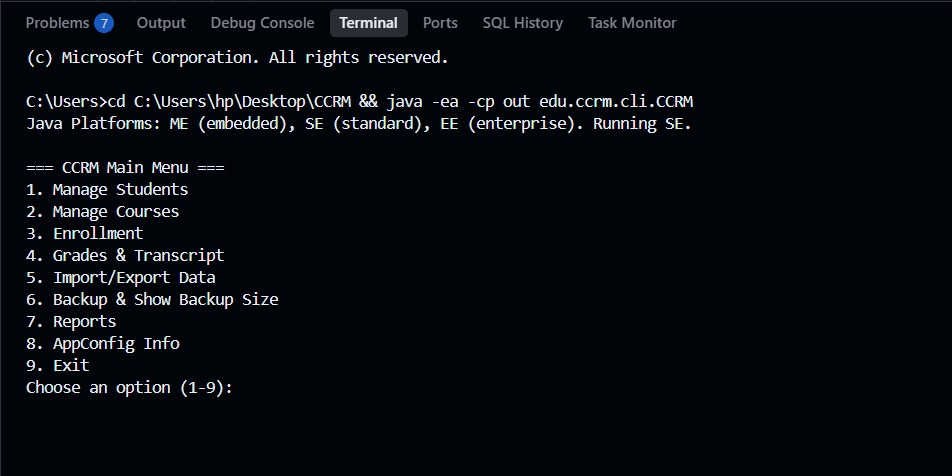 Problems 7 Output Debug Console Terminal Ports SQL History Task Monitor
(c) Microsoft Corporation. All rights reserved.
C:\Users>cd C:\Users\hp\Desktop\CCRM && java -ea -cp out edu.ccrm.cli.CCRM
Java Platforms: ME (embedded), SE (standard), EE (enterprise). Running SE.
=== CCRM Main Menu ===
1. Manage Students
2. Manage Courses
3. Enrollment
4. Grades & Transcript
5. Import/Export Data
6. Backup & Show Backup Size
7. Reports
8. AppConfig Info
9. Exit
Choose an option (1-9):